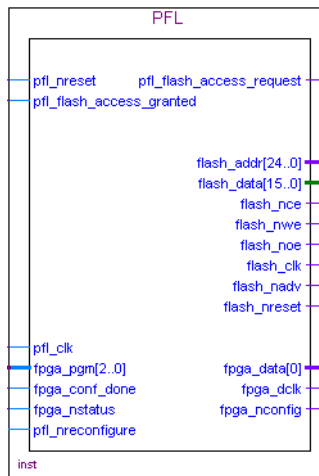 PFL
pfl_nreset pfl_flash_access_request
pfl_flash_access_granted
flash_addr[24..0]
flash_data[15..0]
flash_nce
flash_nwe
flash_noe
flash_clk
flash_nadv
flash_nreset
pfl_clk
fpga_pgm[2..0] fpga_data[0]
fpga_conf_done fpga_dclk
fpga_nstatus fpga_nconfig
pfl_nreconfigure
inst